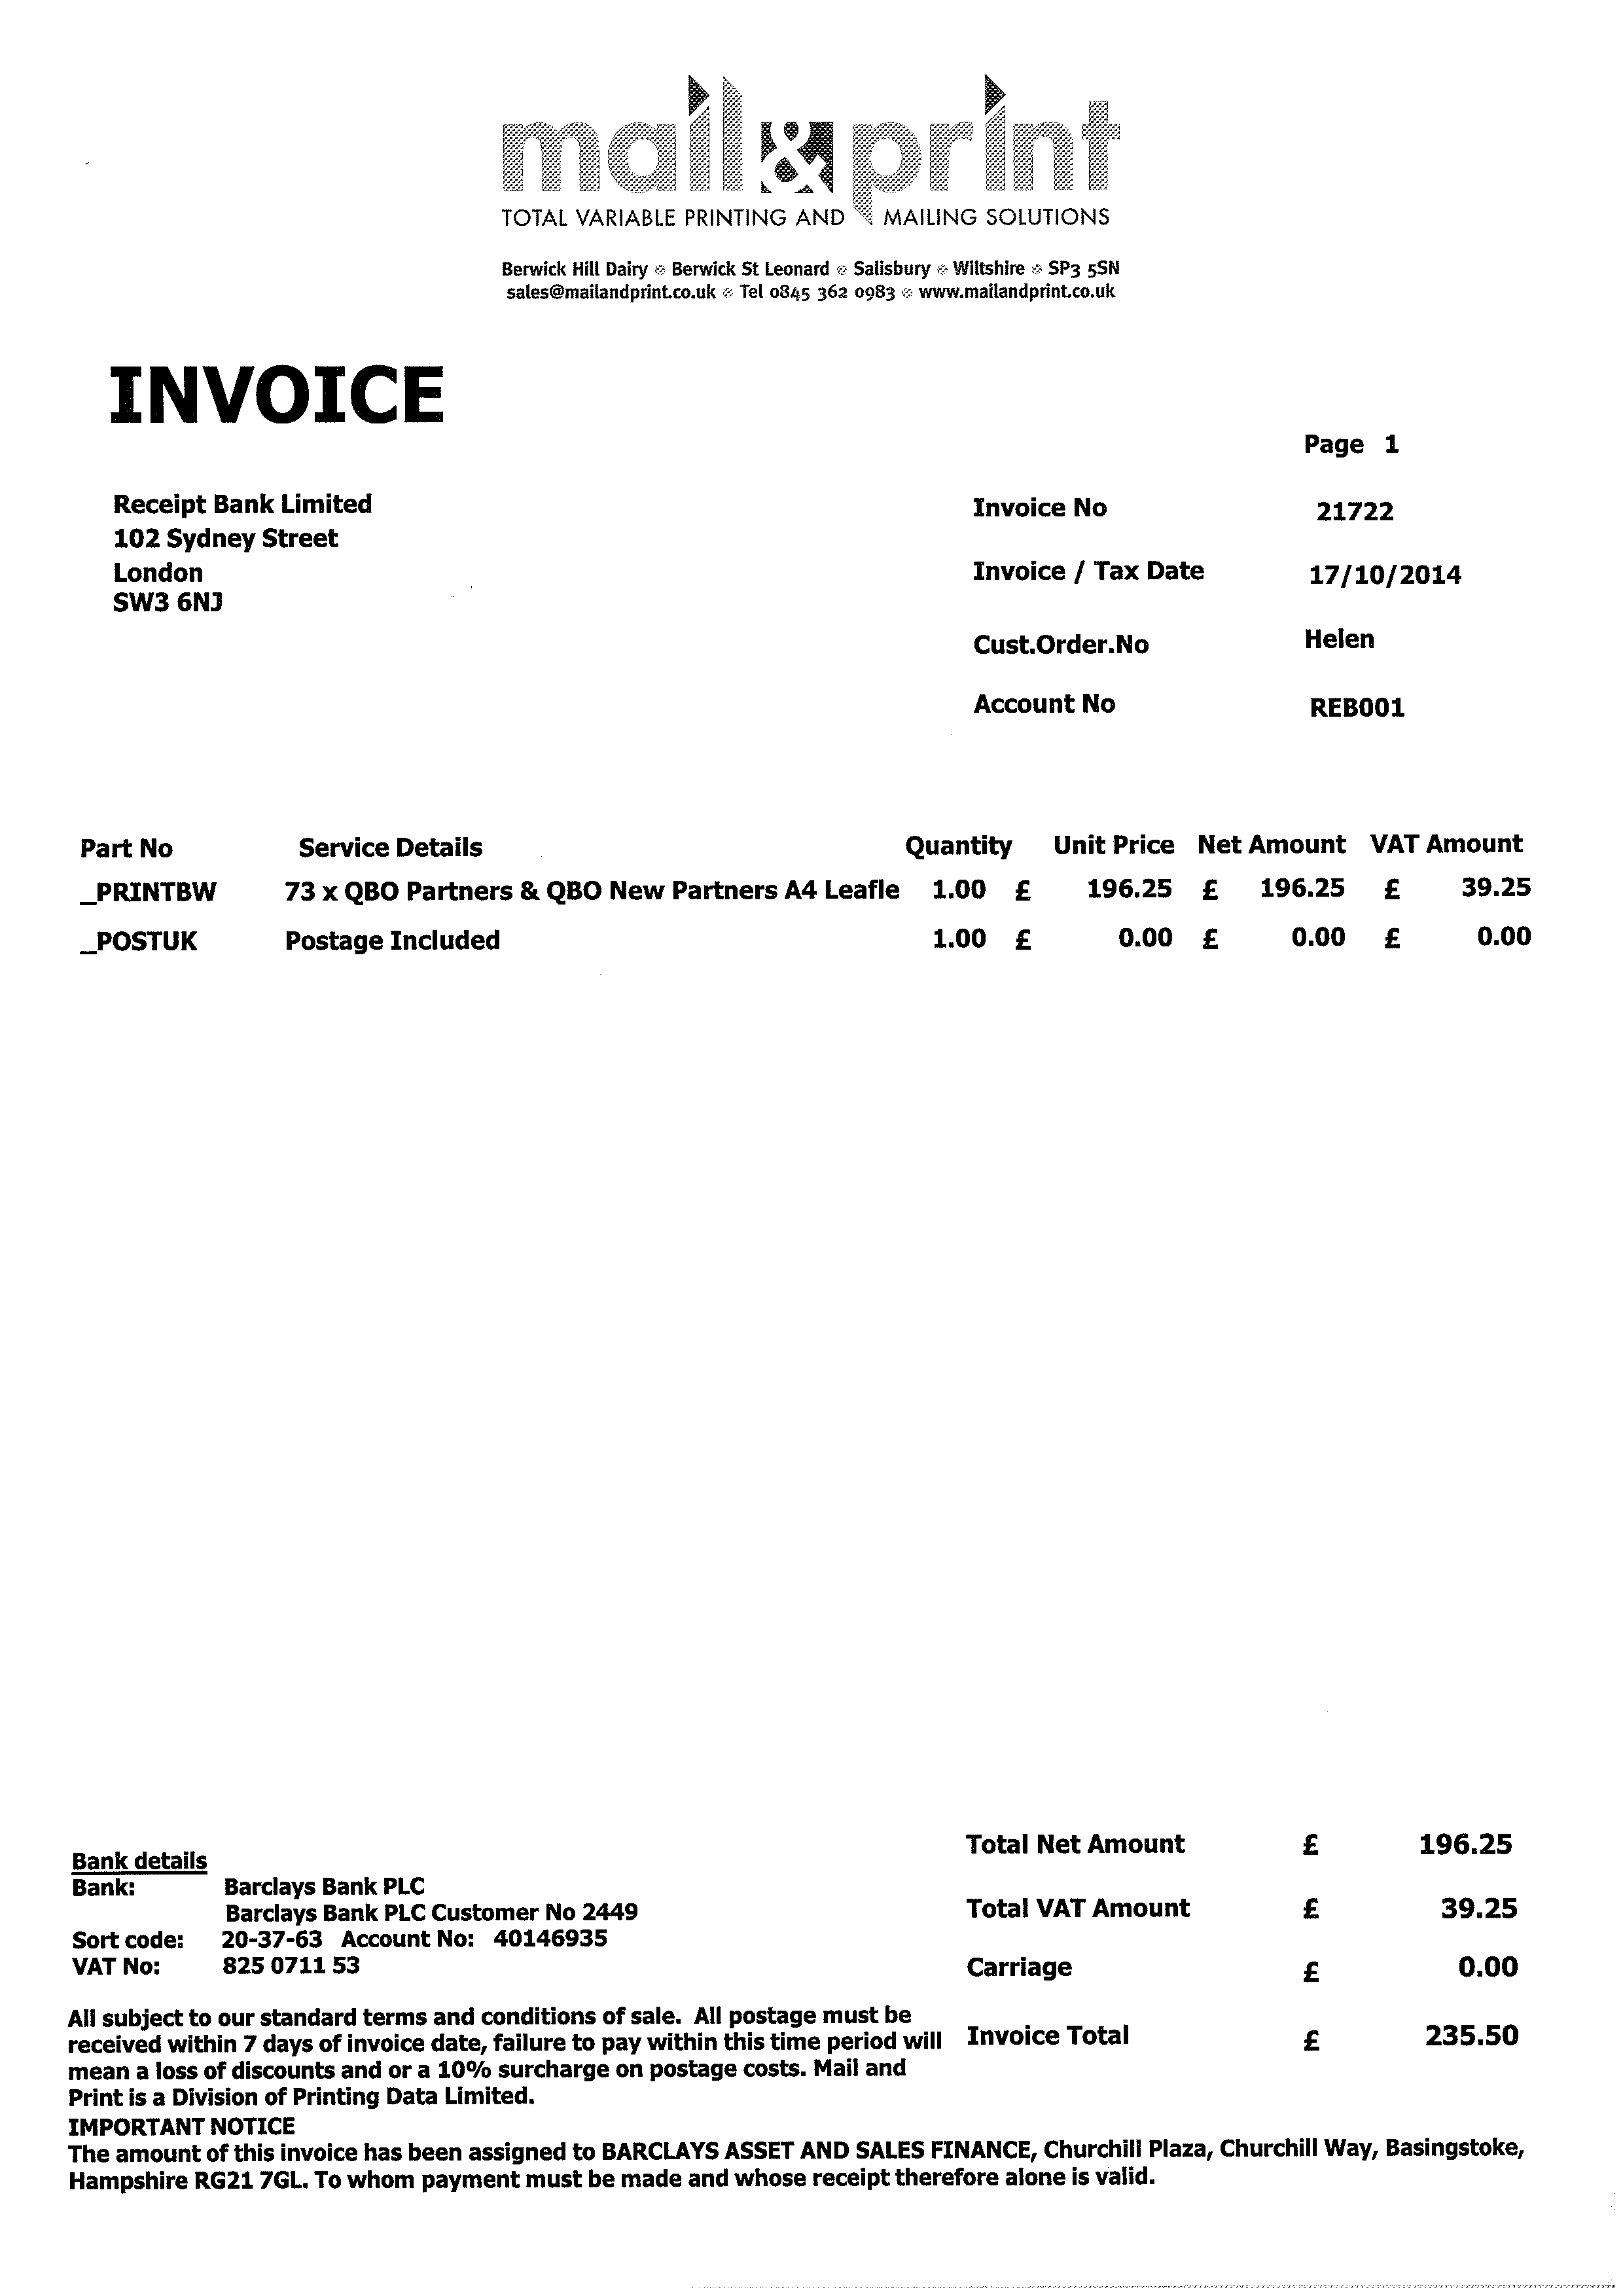 mail & print
TOTAL VARIABLE PRINTING AND MAILING SOLUTIONS
Berwick Hill Dairy Berwick St Leonard Salisbury Wiltshire SP3 5SN
sales@mailandprint.co.uk Tel 0845 362 0983 www.mailandprint.co.uk
INVOICE
Page 1
Receipt Bank Limited
102 Sydney Street
London
SW3 6NJ
Invoice No 21722
Invoice / Tax Date 17/10/2014
Cust.Order.No Helen
Account No REB001
Part No Service Details Quantity Unit Price Net Amount VAT Amount
_PRINTBW 73 x QBO Partners & QBO New Partners A4 Leafle 1.00 £ 196.25 £ 196.25 £ 39.25
_POSTUK Postage Included 1.00 £ 0.00 £ 0.00 £ 0.00
Bank details
Bank: Barclays Bank PLC
Barclays Bank PLC Customer No 2449
Sort code: 20-37-63 Account No: 40146935
VAT No: 825 0711 53
Total Net Amount £ 196.25
Total VAT Amount £ 39.25
Carriage £ 0.00
Invoice Total £ 235.50
All subject to our standard terms and conditions of sale. All postage must be
received within 7 days of invoice date, failure to pay within this time period will
mean a loss of discounts and or a 10% surcharge on postage costs. Mail and
Print is a Division of Printing Data Limited.
IMPORTANT NOTICE
The amount of this invoice has been assigned to BARCLAYS ASSET AND SALES FINANCE, Churchill Plaza, Churchill Way, Basingstoke,
Hampshire RG21 7GL. To whom payment must be made and whose receipt therefore alone is valid.